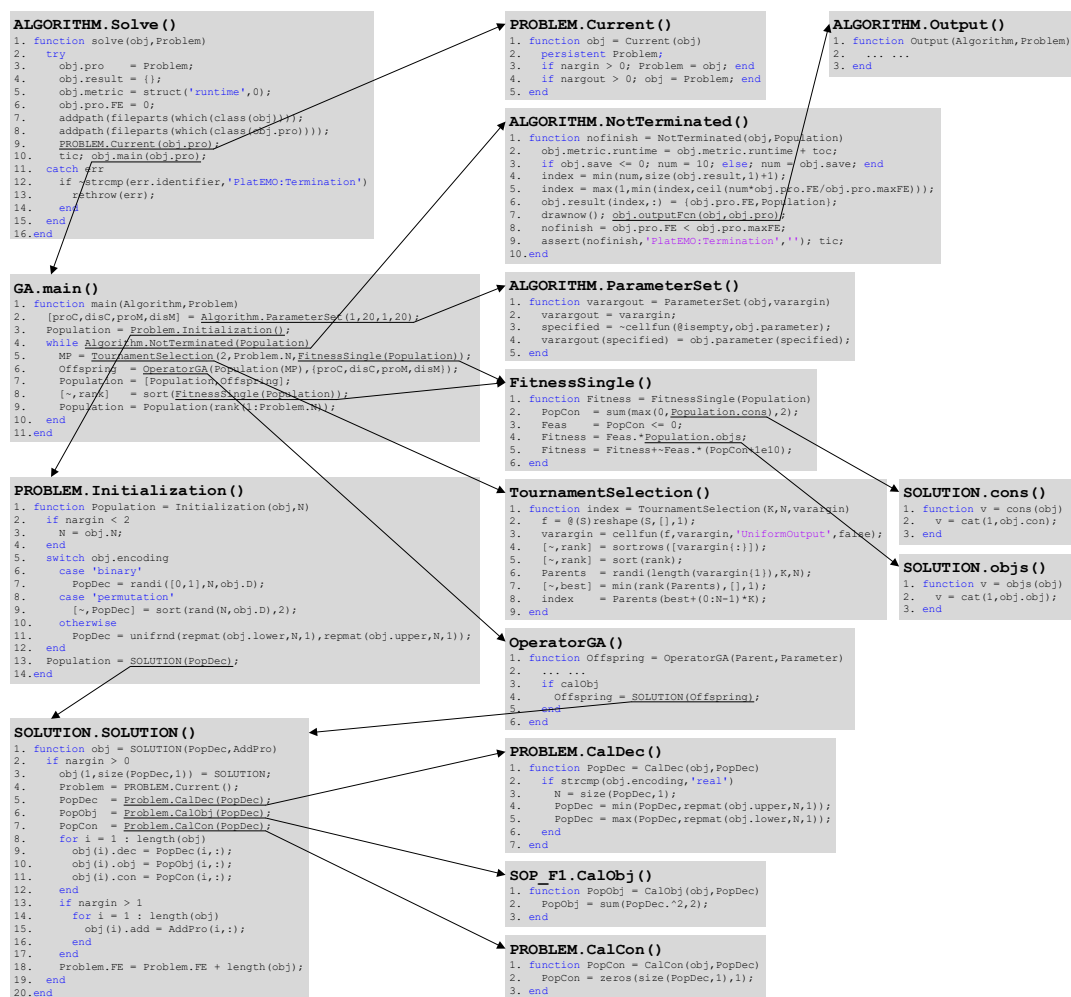 ALGORITHM.Solve()
1. function solve(obj,Problem)
2.   try
3.     obj.pro    = Problem;
4.     obj.result = {};
5.     obj.metric = struct('runtime',0);
6.     obj.pro.FE = 0;
7.     addpath(fileparts(which(class(obj))));
8.     addpath(fileparts(which(class(obj.pro))));
9.     PROBLEM.Current(obj.pro);
10.    tic; obj.main(obj.pro);
11.  catch err
12.    if ~strcmp(err.identifier,'PlatEMO:Termination')
13.      rethrow(err);
14.    end
15.  end
16.end
GA.main()
1. function main(Algorithm,Problem)
2.   [proC,disC,proM,disM] = Algorithm.ParameterSet(1,20,1,20);
3.   Population = Problem.Initialization();
4.   while Algorithm.NotTerminated(Population)
5.     MP = TournamentSelection(2,Problem.N,FitnessSingle(Population));
6.     Offspring  = OperatorGA(Population(MP),{proC,disC,proM,disM});
7.     Population = [Population,Offspring];
8.     [~,rank]   = sort(FitnessSingle(Population));
9.     Population = Population(rank(1:Problem.N));
10.  end
11.end
PROBLEM.Initialization()
1. function Population = Initialization(obj,N)
2.   if nargin < 2
3.     N = obj.N;
4.   end
5.   switch obj.encoding
6.     case 'binary'
7.       PopDec = randi([0,1],N,obj.D);
8.     case 'permutation'
9.       [~,PopDec] = sort(rand(N,obj.D),2);
10.    otherwise
11.      PopDec = unifrnd(repmat(obj.lower,N,1),repmat(obj.upper,N,1));
12.  end
13.  Population = SOLUTION(PopDec);
14.end
SOLUTION.SOLUTION()
1. function obj = SOLUTION(PopDec,AddPro)
2.   if nargin > 0
3.     obj(1,size(PopDec,1)) = SOLUTION;
4.     Problem = PROBLEM.Current();
5.     PopDec  = Problem.CalDec(PopDec);
6.     PopObj  = Problem.CalObj(PopDec);
7.     PopCon  = Problem.CalCon(PopDec);
8.     for i = 1 : length(obj)
9.       obj(i).dec = PopDec(i,:);
10.      obj(i).obj = PopObj(i,:);
11.      obj(i).con = PopCon(i,:);
12.    end
13.    if nargin > 1
14.      for i = 1 : length(obj)
15.        obj(i).add = AddPro(i,:);
16.      end
17.    end
18.    Problem.FE = Problem.FE + length(obj);
19.  end
20.end
PROBLEM.Current()
1. function obj = Current(obj)
2.   persistent Problem;
3.   if nargin > 0; Problem = obj; end
4.   if nargout > 0; obj = Problem; end
5. end
ALGORITHM.NotTerminated()
1. function nofinish = NotTerminated(obj,Population)
2.   obj.metric.runtime = obj.metric.runtime + toc;
3.   if obj.save <= 0; num = 10; else; num = obj.save; end
4.   index = min(num,size(obj.result,1)+1);
5.   index = max(1,min(index,ceil(num*obj.pro.FE/obj.pro.maxFE)));
6.   obj.result(index,:) = {obj.pro.FE,Population};
7.   drawnow(); obj.outputFcn(obj,obj.pro);
8.   nofinish = obj.pro.FE < obj.pro.maxFE;
9.   assert(nofinish,'PlatEMO:Termination',''); tic;
10.end
ALGORITHM.ParameterSet()
1. function varargout = ParameterSet(obj,varargin)
2.   varargout = varargin;
3.   specified = ~cellfun(@isempty,obj.parameter);
4.   varargout(specified) = obj.parameter(specified);
5. end
FitnessSingle()
1. function Fitness = FitnessSingle(Population)
2.   PopCon  = sum(max(0,Population.cons),2);
3.   Feas    = PopCon <= 0;
4.   Fitness = Feas.*Population.objs;
5.   Fitness = Fitness+~Feas.*(PopCon+1e10);
6. end
TournamentSelection()
1. function index = TournamentSelection(K,N,varargin)
2.   f = @(S)reshape(S,[],1);
3.   varargin = cellfun(f,varargin,'UniformOutput',false);
4.   [~,rank] = sortrows([varargin{:}]);
5.   [~,rank] = sort(rank);
6.   Parents  = randi(length(varargin{1}),K,N);
7.   [~,best] = min(rank(Parents),[],1);
8.   index    = Parents(best+(0:N-1)*K);
9. end
OperatorGA()
1. function Offspring = OperatorGA(Parent,Parameter)
2.   ... ...
3.   if calObj
4.     Offspring = SOLUTION(Offspring);
5.   end
6. end
PROBLEM.CalDec()
1. function PopDec = CalDec(obj,PopDec)
2.   if strcmp(obj.encoding,'real')
3.     N = size(PopDec,1);
4.     PopDec = min(PopDec,repmat(obj.upper,N,1));
5.     PopDec = max(PopDec,repmat(obj.lower,N,1));
6.   end
7. end
SOP_F1.CalObj()
1. function PopObj = CalObj(obj,PopDec)
2.   PopObj = sum(PopDec.^2,2);
3. end
PROBLEM.CalCon()
1. function PopCon = CalCon(obj,PopDec)
2.   PopCon = zeros(size(PopDec,1),1);
3. end
ALGORITHM.Output()
1. function Output(Algorithm,Problem)
2.   ... ...
3. end
SOLUTION.cons()
1. function v = cons(obj)
2.   v = cat(1,obj.con);
3. end
SOLUTION.objs()
1. function v = objs(obj)
2.   v = cat(1,obj.obj);
3. end